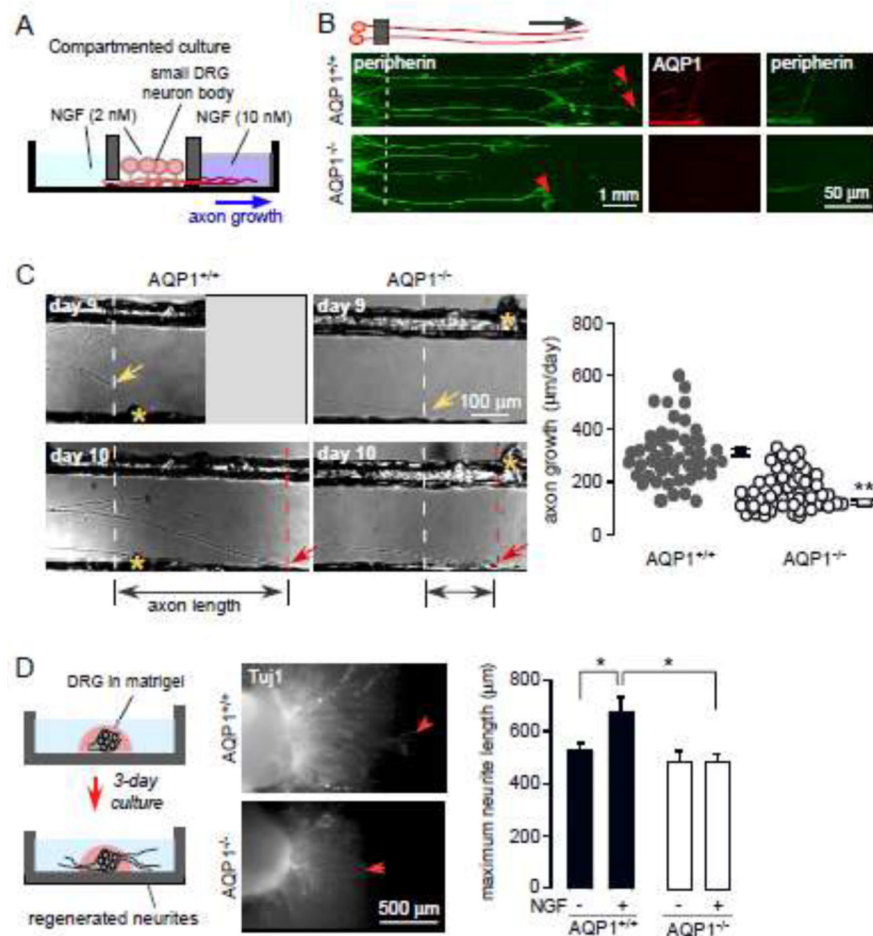 A
Compartmented culture
small DRG
neuron body
NGF (2 nM)
NGF (10 nM)
axon growth
B
AQP1+/+
peripherin
AQP1
peripherin
AQP1-/-
1 mm
50 μm
C
AQP1+/+
AQP1-/-
day 9
*
day 9
*
100 μm
day 10
*
day 10
*
axon length
axon growth (μm/day)
800
600
400
200
0
**
AQP1+/+
AQP1-/-
D
DRG in matrigel
3-day
culture
regenerated neurites
AQP1+/+
Tuj1
AQP1-/-
500 μm
maximum neurite length (μm)
800
600
400
200
0
*
*
NGF - + - +
AQP1+/+
AQP1-/-